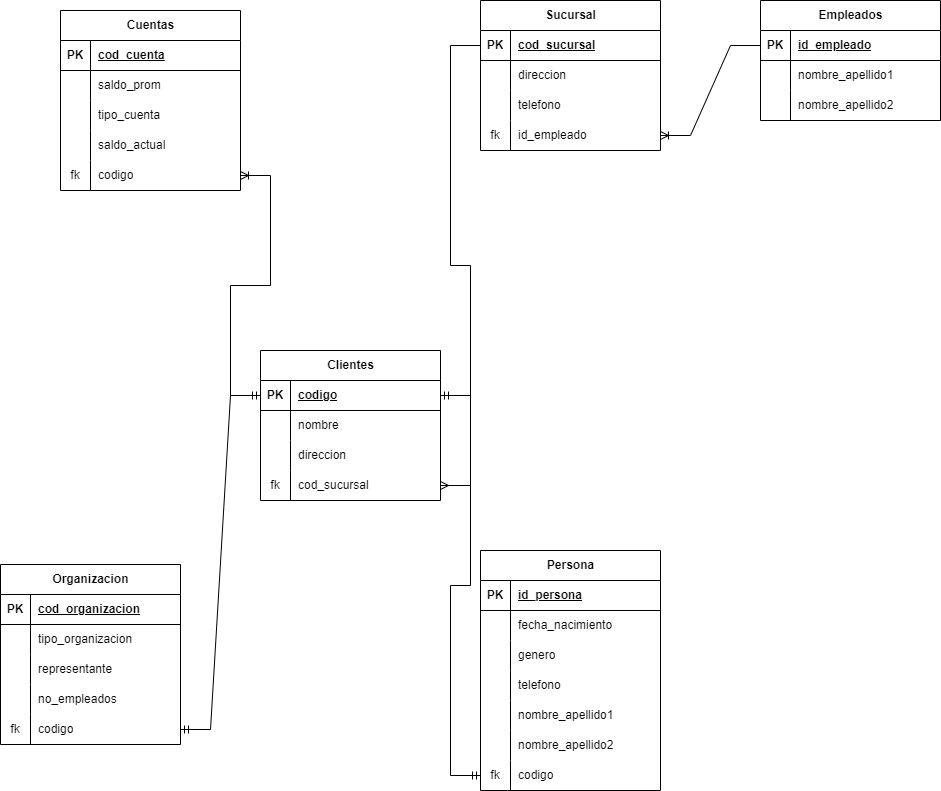 Cuentas
PK cod_cuenta
saldo_prom
tipo_cuenta
saldo_actual
fk codigo
Sucursal
PK cod_sucursal
direccion
telefono
fk id_empleado
Empleados
PK id_empleado
nombre_apellido1
nombre_apellido2
Clientes
PK codigo
nombre
direccion
fk cod_sucursal
Organizacion
PK cod_organizacion
tipo_organizacion
representante
no_empleados
fk codigo
Persona
PK id_persona
fecha_nacimiento
genero
telefono
nombre_apellido1
nombre_apellido2
fk codigo